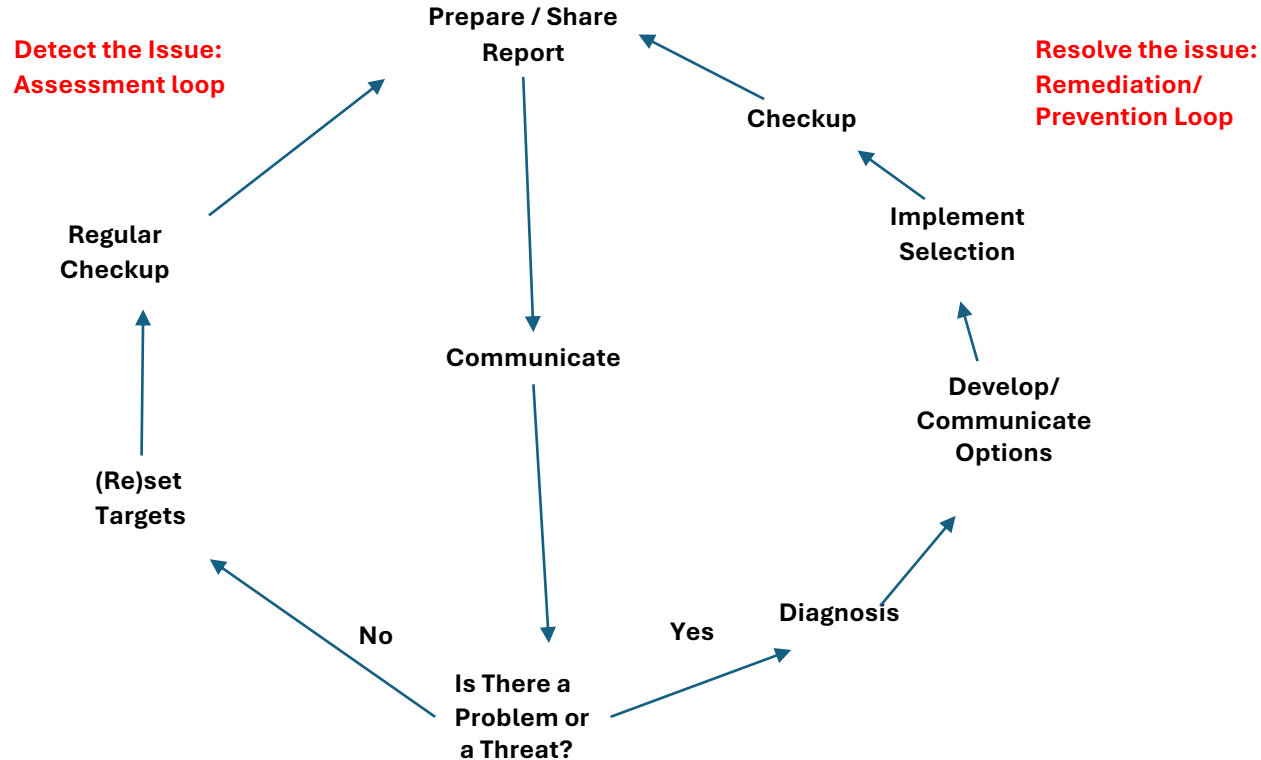 Prepare / Share
Report
Detect the Issue:
Assessment loop
Resolve the issue:
Remediation/
Prevention Loop
Checkup
Regular
Checkup
Implement
Selection
Communicate
Develop/
Communicate
Options
(Re)set
Targets
Diagnosis
No
Yes
Is There a
Problem or
a Threat?